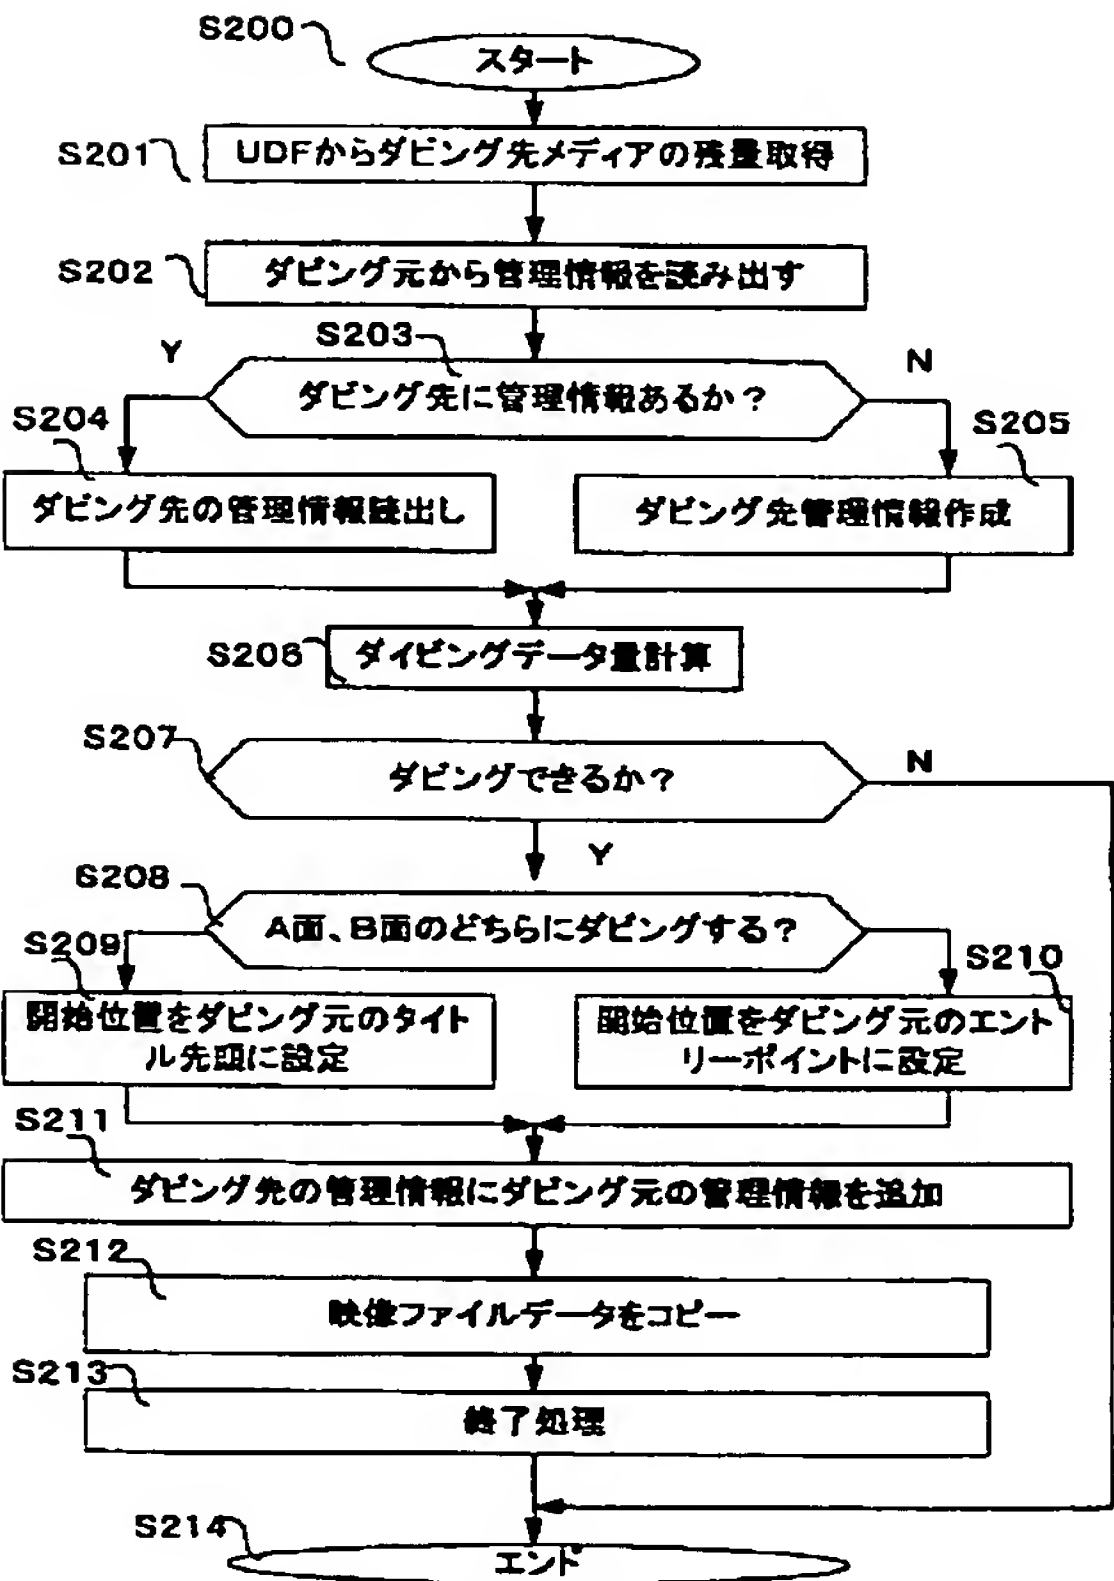 S200
スタート
S201
UDFからダビング先メディアの残量取得
S202
ダビング元から管理情報を読み出す
S203
Y
N
ダビング先に管理情報あるか？
S204
S205
ダビング先の管理情報読出し
ダビング先管理情報作成
S206
ダイビングデータ量計算
S207
ダビングできるか？
N
Y
S208
A面、B面のどちらにダビングする？
S209
S210
開始位置をダビング元のタイト
ル先頭に設定
開始位置をダビング元のエント
リーポイントに設定
S211
ダビング先の管理情報にダビング元の管理情報を追加
S212
映像ファイルデータをコピー
S213
終了処理
S214
エンド